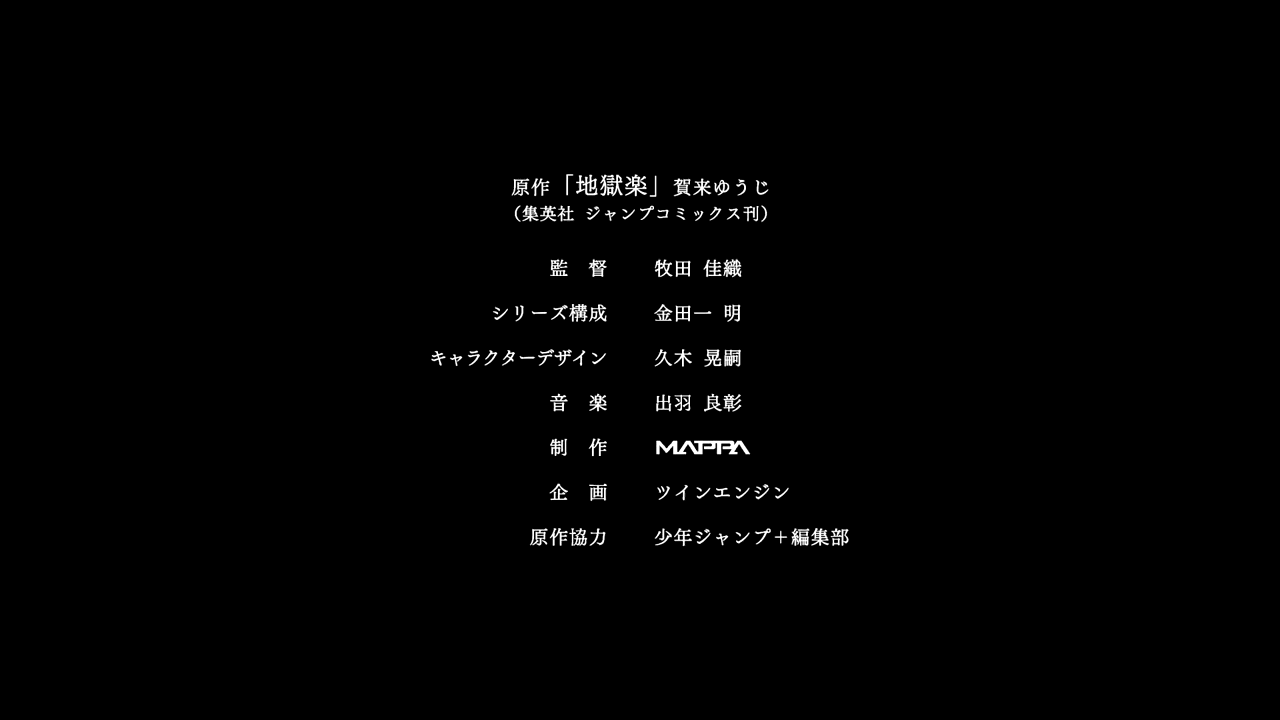 原作「地獄楽」賀来ゆうじ
（集英社 ジャンプコミックス刊）
監 督 牧田 佳織
シリーズ構成 金田一 明
キャラクターデザイン 久木 晃嗣
音 楽 出羽 良彰
制 作 MAPPA
企 画 ツインエンジン
原作協力 少年ジャンプ＋編集部